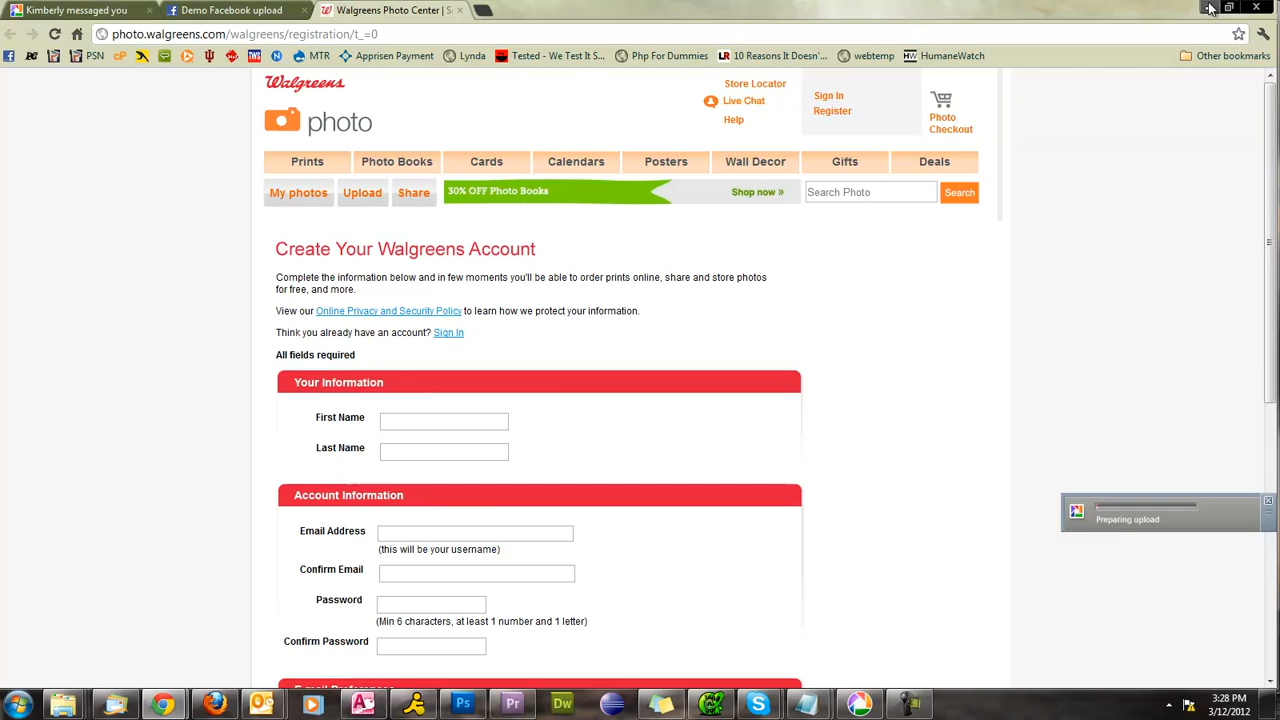 Kimberly messaged you
Demo Facebook upload
Walgreens Photo Center | S
photo.walgreens.com/walgreens/registration/t_=0
PSN
MTR
Apprisen Payment
Lynda
Tested - We Test It S...
Php For Dummies
10 Reasons It Doesn'...
webtemp
HumaneWatch
Other bookmarks
Walgreens
photo
Store Locator
Live Chat
Help
Sign In
Register
Photo
Checkout
Prints
Photo Books
Cards
Calendars
Posters
Wall Decor
Gifts
Deals
My photos
Upload
Share
30% OFF Photo Books
Shop now »
Search Photo
Search
Create Your Walgreens Account
Complete the information below and in few moments you'll be able to order prints online, share and store photos
for free, and more.
View our Online Privacy and Security Policy to learn how we protect your information.
Think you already have an account? Sign In
All fields required
Your Information
First Name
Last Name
Account Information
Email Address
(this will be your username)
Confirm Email
Password
(Min 6 characters, at least 1 number and 1 letter)
Confirm Password
Preparing upload
3:28 PM
3/12/2012